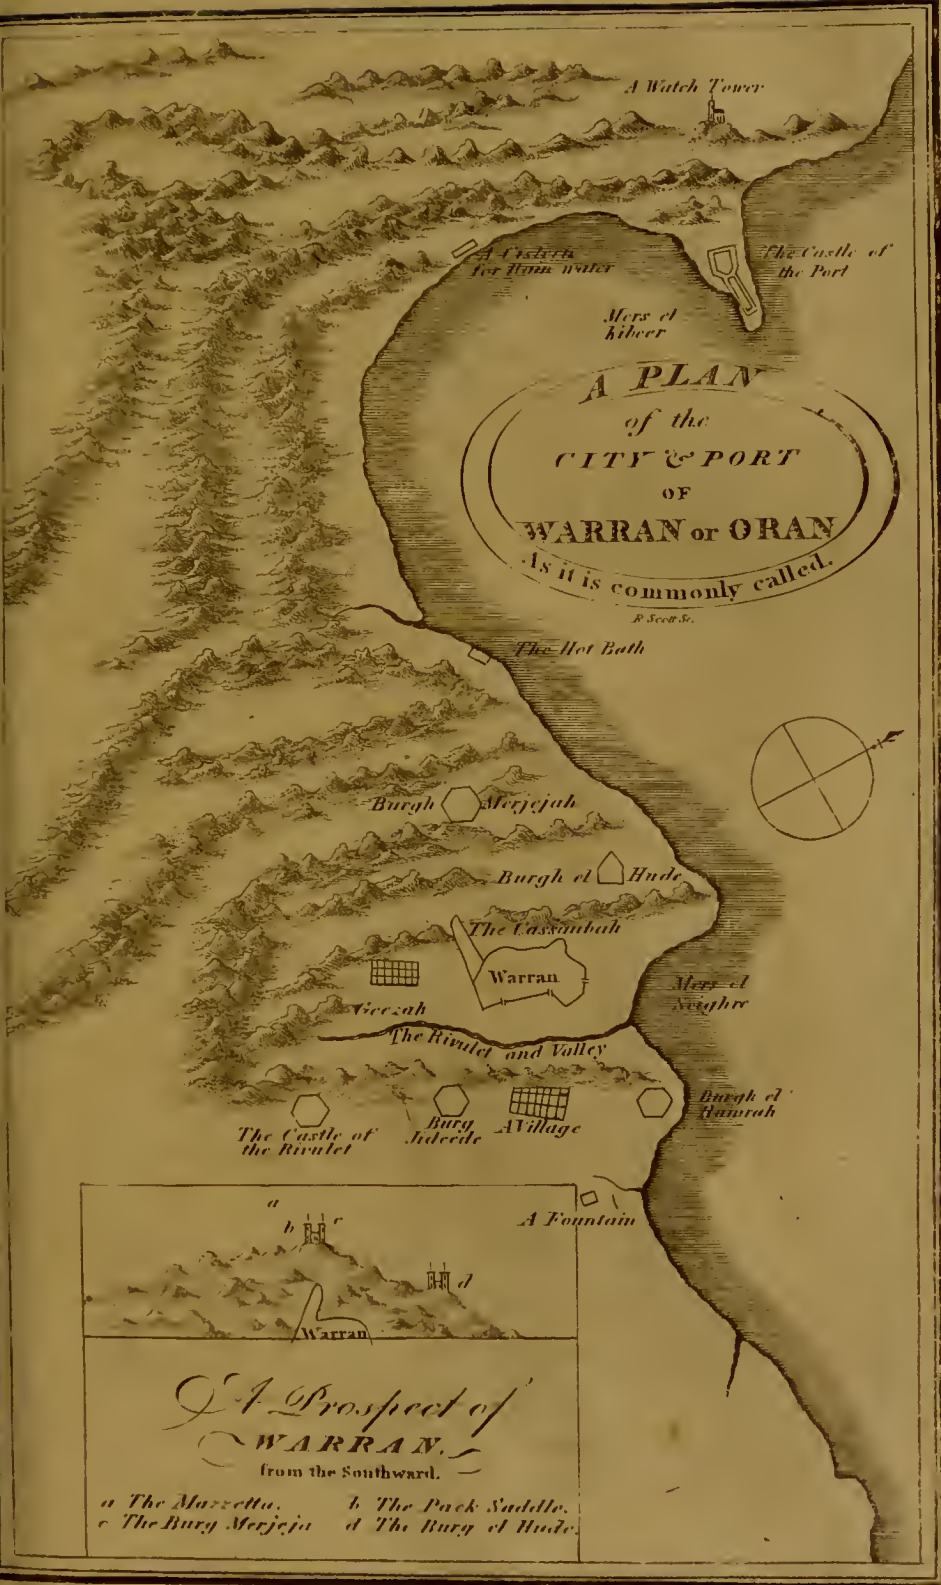 A Watch Tower
The Castle of
the Port
A Cistern
for Rain water
Mers el
kibeer
A PLAN
of the
CITY & PORT
OF
WARRAN or ORAN
As it is commonly called.
R Scott Sc.
The Hot Bath
Burgh Merjejah
Burgh el Hude
The Cassaubah
Warran
Geezah
Mers el
Seighre
The Rivulet and Valley
Burgh el
Hamrah
The Castle of
the Rivulet
Burg
Jideede
A Village
A Fountain
a
b c
d
Warran
A Prospect of
WARRAN.
from the Southward.
a The Mazzetta. b The Pack Saddle.
c The Burg Merjeja d The Burg el Hude.